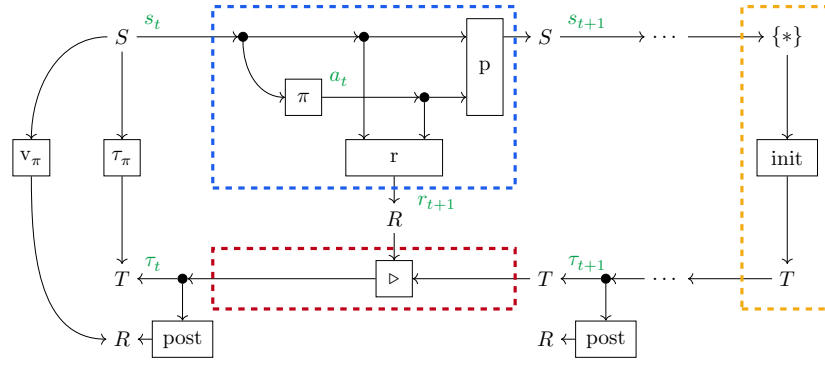 s_t s_{t+1}
S S ⋯ {*}
p
a_t
π
v_π τ_π r init
r_{t+1}
R
τ_t τ_{t+1}
T ▷ T ⋯ T
R post R post